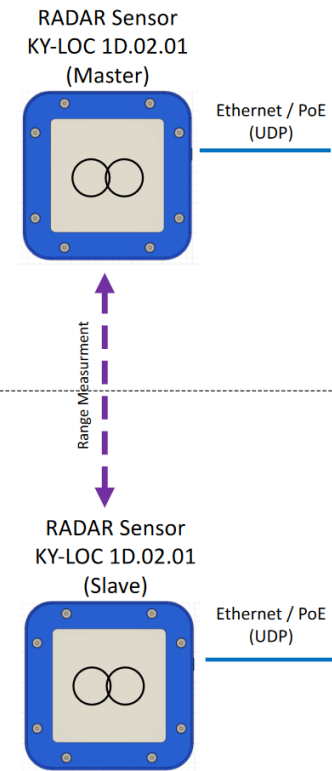 RADAR Sensor
KY-LOC 1D.02.01
(Master)
Ethernet / PoE
(UDP)
Range Measurment
RADAR Sensor
KY-LOC 1D.02.01
(Slave)
Ethernet / PoE
(UDP)